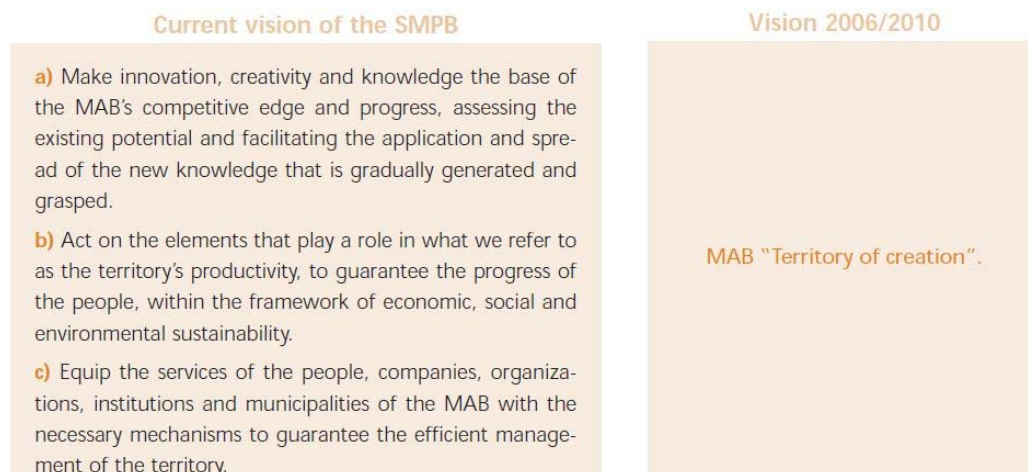 Current vision of the SMPB
a) Make innovation, creativity and knowledge the base of
the MAB's competitive edge and progress, assessing the
existing potential and facilitating the application and spre-
ad of the new knowledge that is gradually generated and
grasped.
b) Act on the elements that play a role in what we refer to
as the territory's productivity, to guarantee the progress of
the people, within the framework of economic, social and
environmental sustainability.
c) Equip the services of the people, companies, organiza-
tions, institutions and municipalities of the MAB with the
necessary mechanisms to guarantee the efficient manage-
ment of the territory.
Vision 2006/2010
MAB "Territory of creation".